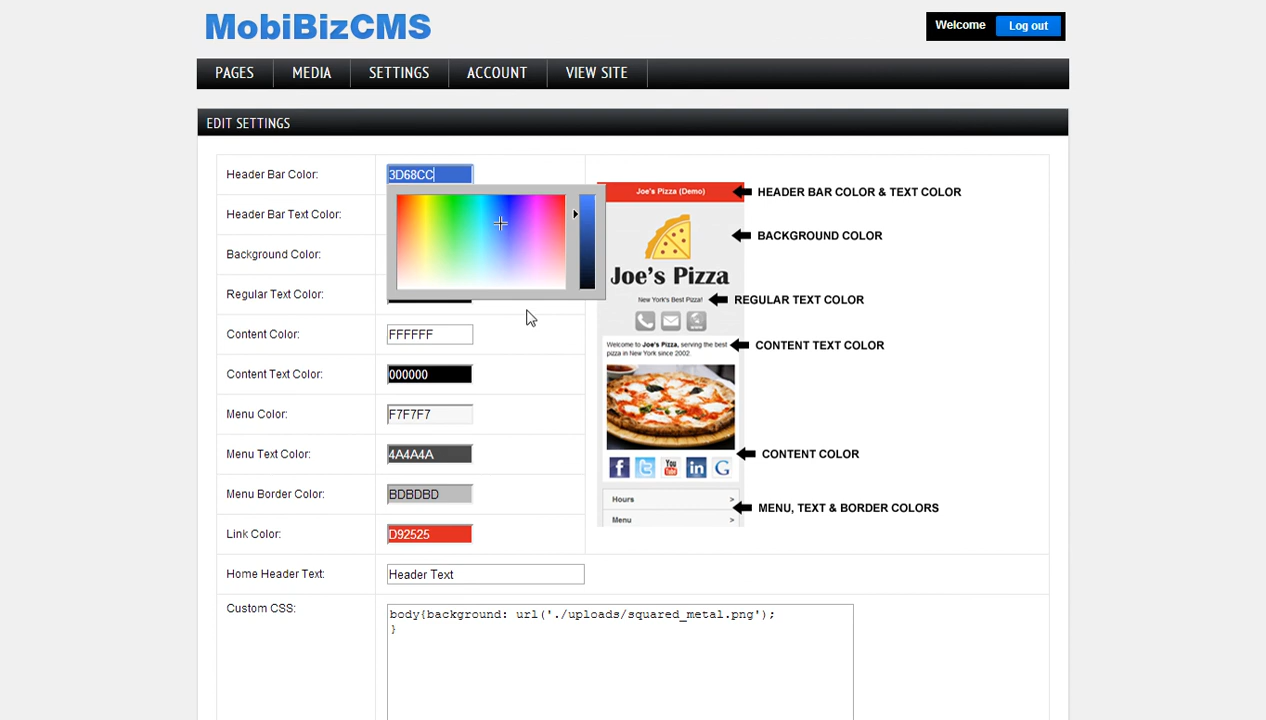 MobiBizCMS
Welcome Log out
PAGES MEDIA SETTINGS ACCOUNT VIEW SITE
EDIT SETTINGS
Header Bar Color: 3D68CC
Header Bar Text Color:
Background Color:
Regular Text Color:
Content Color: FFFFFF
Content Text Color: 000000
Menu Color: F7F7F7
Menu Text Color: 4A4A4A
Menu Border Color: BDBDBD
Link Color: D92525
Home Header Text: Header Text
Custom CSS: body{background: url('./uploads/squared_metal.png');
}
Joe's Pizza (Demo)
HEADER BAR COLOR & TEXT COLOR
BACKGROUND COLOR
Joe's Pizza
New York's Best Pizza!
REGULAR TEXT COLOR
Welcome to Joe's Pizza, serving the best
pizza in New York since 2002.
CONTENT TEXT COLOR
f t You Tube in G
CONTENT COLOR
Hours >
Menu >
MENU, TEXT & BORDER COLORS